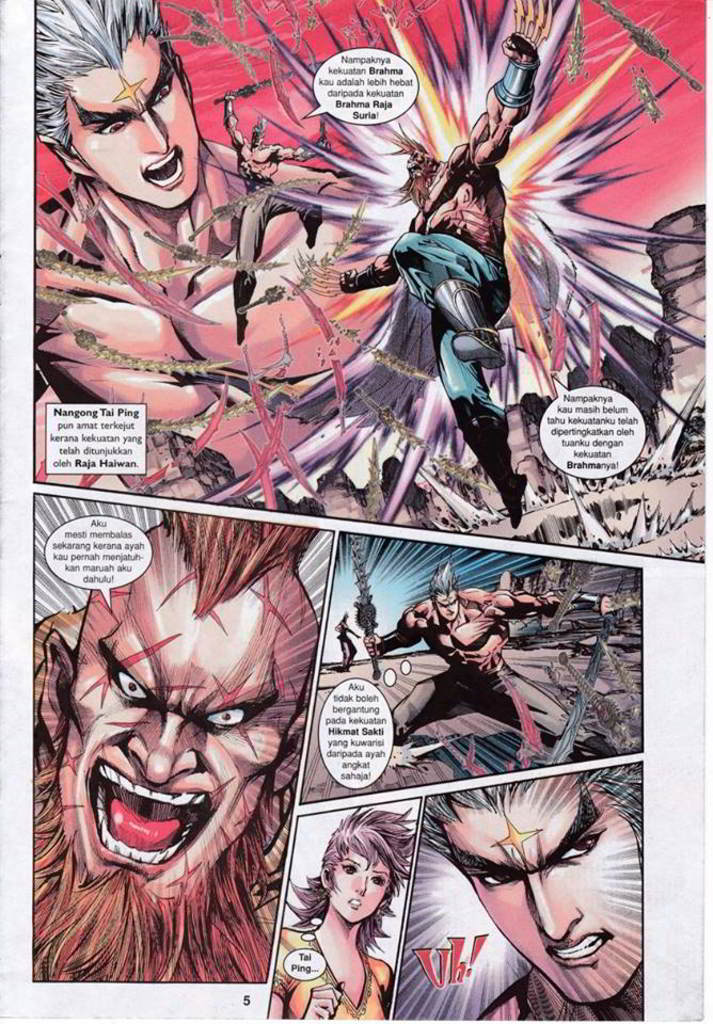 Nampaknya
kekuatan Brahma
kau adalah lebih hebat
daripada kekuatan
Brahma Raja
Suria!
Nangong Tai Ping
pun amat terkejut
kerana kekuatan yang
telah ditunjukkan
oleh Raja Haiwan.
Nampaknya
kau masih belum
tahu kekuatanku telah
dipertingkatkan oleh
tuanku dengan
kekuatan
Brahmanya!
Aku
mesti membalas
sekarang kerana ayah
kau pernah menjatuh-
kan maruah aku
dahulu!
Aku
tidak boleh
bergantung
pada kekuatan
Hikmat Sakti
yang kuwarisi
daripada ayah
sahaja!
Tai
Ping...
Uh!
5